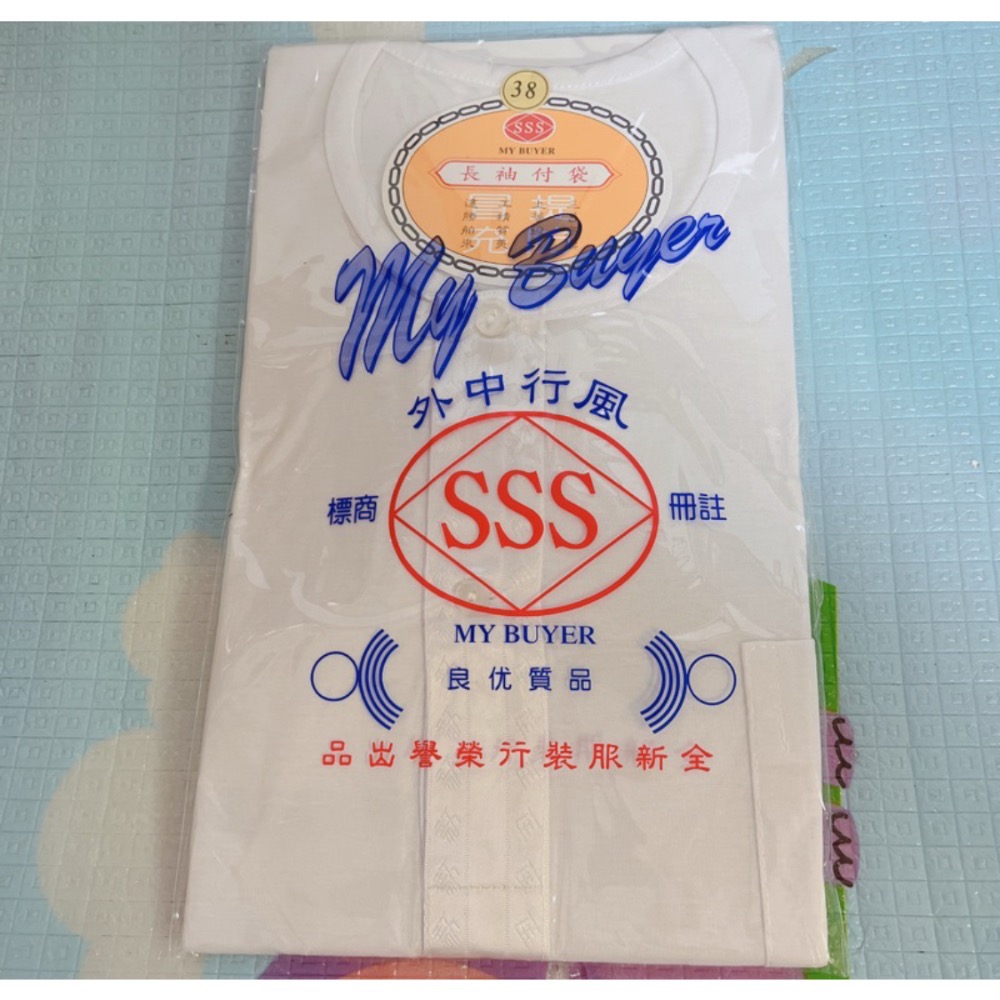 38
SSS
MY BUYER
長袖付袋
My Buyer
風行中外
註冊 SSS 商標
MY BUYER
品質优良
全新服裝行榮譽出品